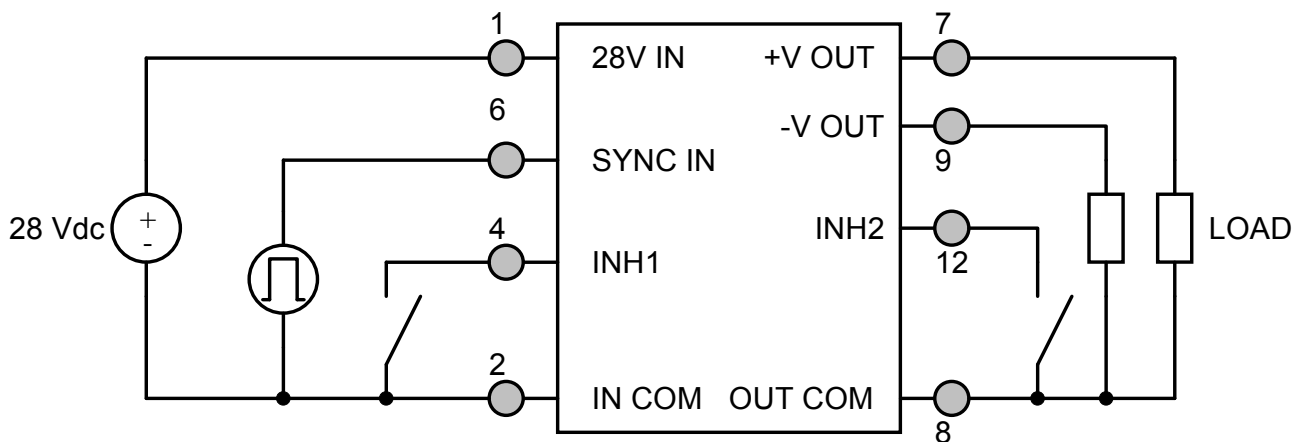 1
7
28V IN
+V OUT
6
-V OUT
SYNC IN
9
28 Vdc
+
-
4
INH2
LOAD
INH1
12
2
IN COM
OUT COM
8